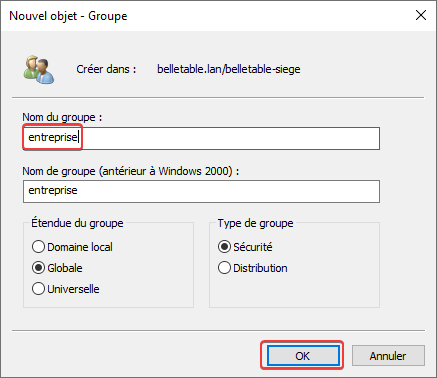 Nouvel objet - Groupe
Créer dans : belletable.lan/belletable-siege
Nom du groupe :
entreprise
Nom de groupe (antérieur à Windows 2000) :
entreprise
Étendue du groupe
Domaine local
Globale
Universelle
Type de groupe
Sécurité
Distribution
OK Annuler